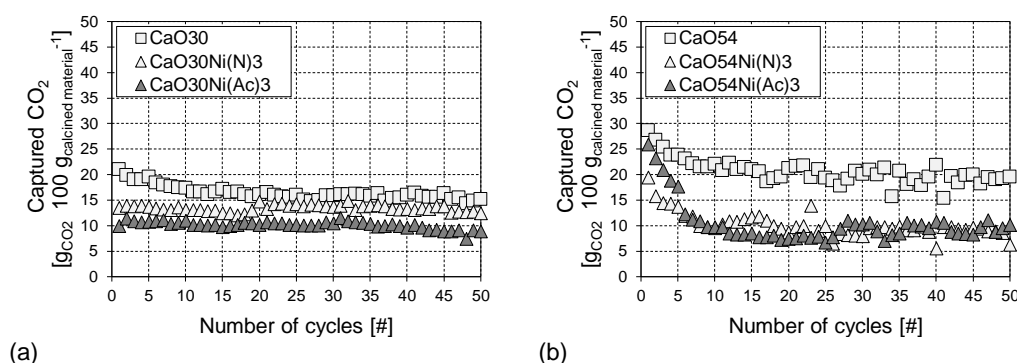 Captured CO2
[gCO2 100 gcalcined material-1]
50
45
40
35
30
25
20
15
10
5
0
CaO30
CaO30Ni(N)3
CaO30Ni(Ac)3
0 5 10 15 20 25 30 35 40 45 50
Number of cycles [#]
(a)
Captured CO2
[gCO2 100 gcalcined material-1]
50
45
40
35
30
25
20
15
10
5
0
CaO54
CaO54Ni(N)3
CaO54Ni(Ac)3
0 5 10 15 20 25 30 35 40 45 50
Number of cycles [#]
(b)